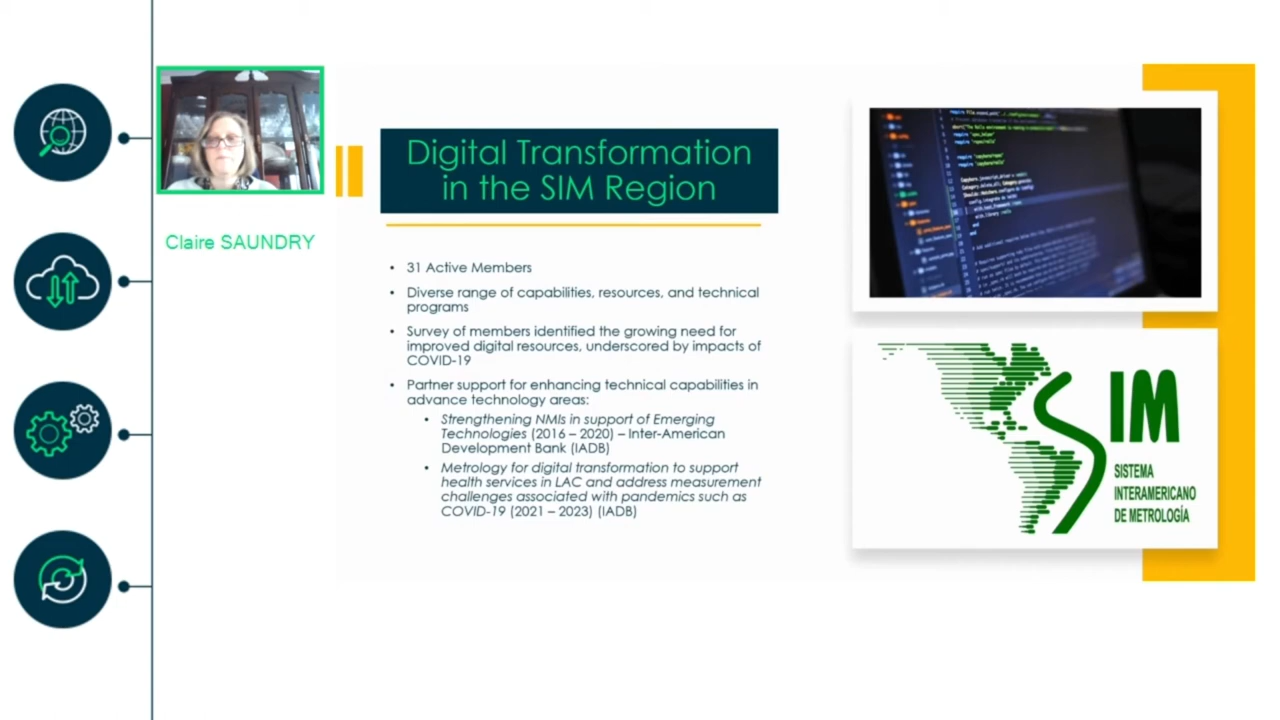 Claire SAUNDRY
Digital Transformation
in the SIM Region
• 31 Active Members
• Diverse range of capabilities, resources, and technical
programs
• Survey of members identified the growing need for
improved digital resources, underscored by impacts of
COVID-19
• Partner support for enhancing technical capabilities in
advance technology areas:
• Strengthening NMIs in support of Emerging
Technologies (2016 – 2020) – Inter-American
Development Bank (IADB)
• Metrology for digital transformation to support
health services in LAC and address measurement
challenges associated with pandemics such as
COVID-19 (2021 – 2023) (IADB)
SIM
SISTEMA
INTERAMERICANO
DE METROLOGÍA